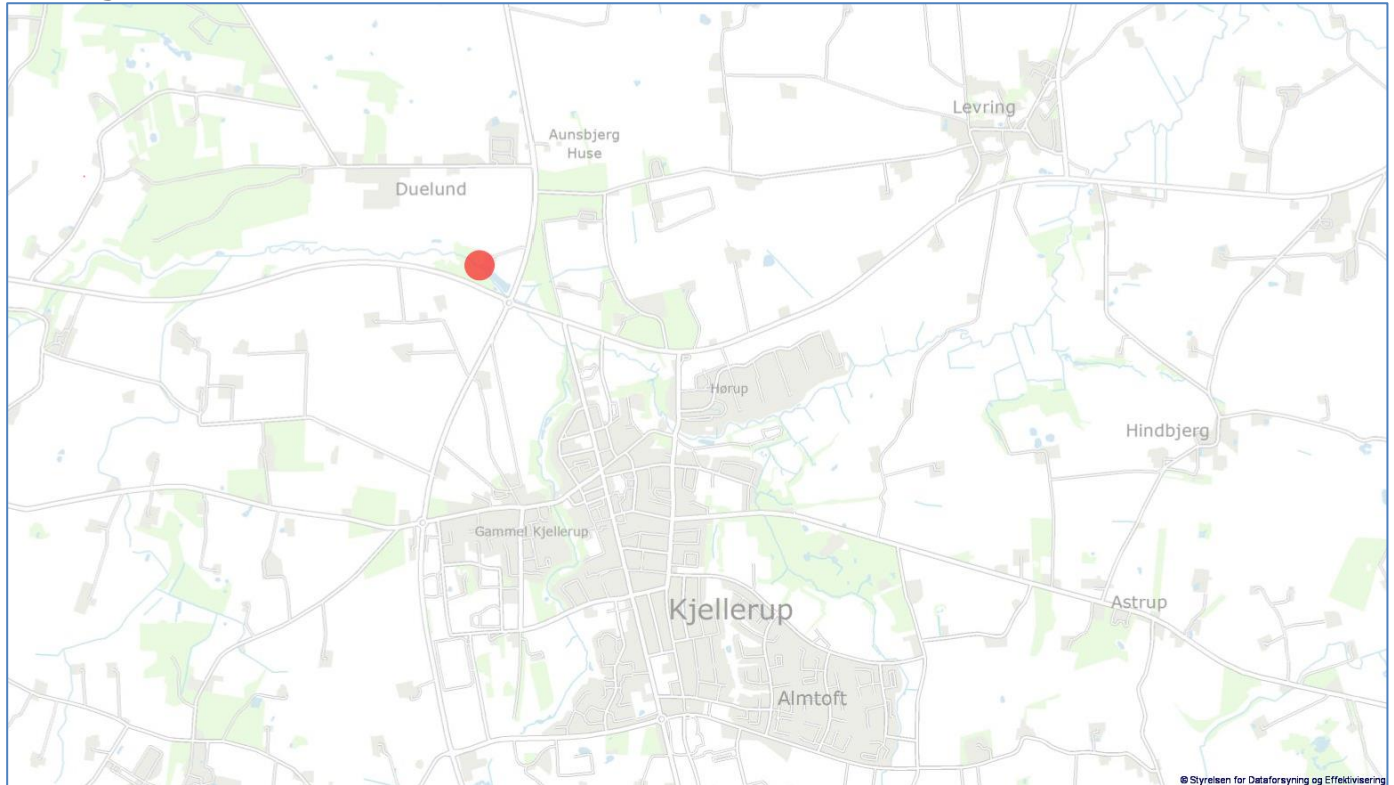 Levring
Aunsbjerg
Huse
Duelund
Hørup
Hindbjerg
Gammel Kjellerup
Kjellerup
Astrup
Almtoft
© Styrelsen for Dataforsyning og Effektivisering